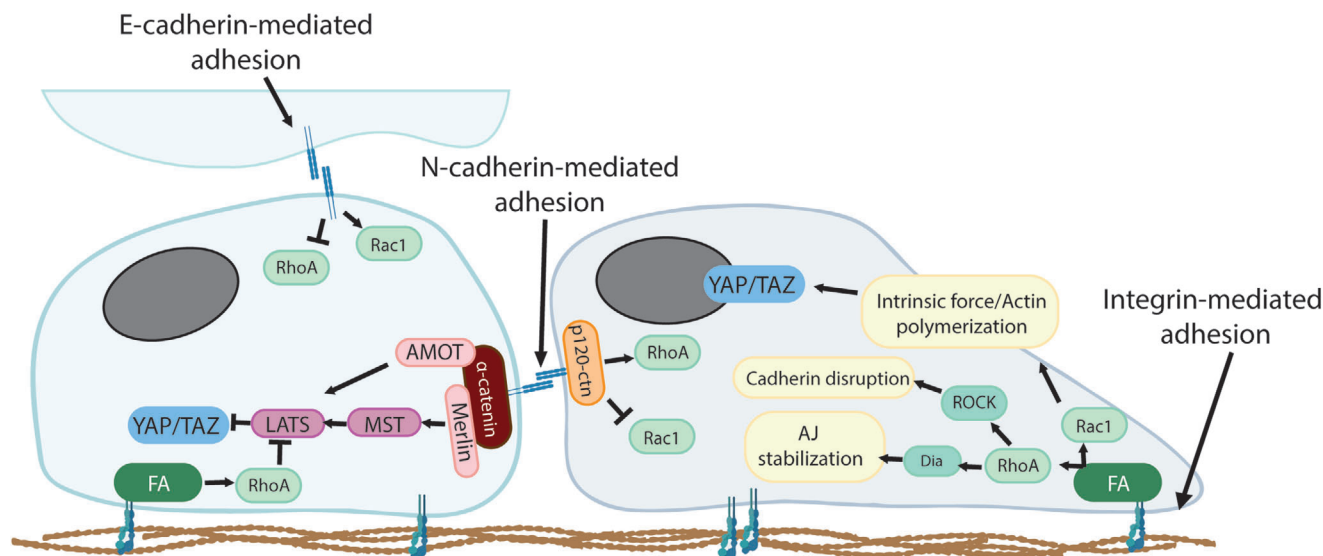 E-cadherin-mediated
adhesion
N-cadherin-mediated
adhesion
Integrin-mediated
adhesion
RhoA
Rac1
AMOT
α-catenin
Merlin
YAP/TAZ
LATS
MST
FA
RhoA
YAP/TAZ
Intrinsic force/Actin
polymerization
p120-ctn
RhoA
Rac1
Cadherin disruption
ROCK
AJ
stabilization
Dia
RhoA
Rac1
FA